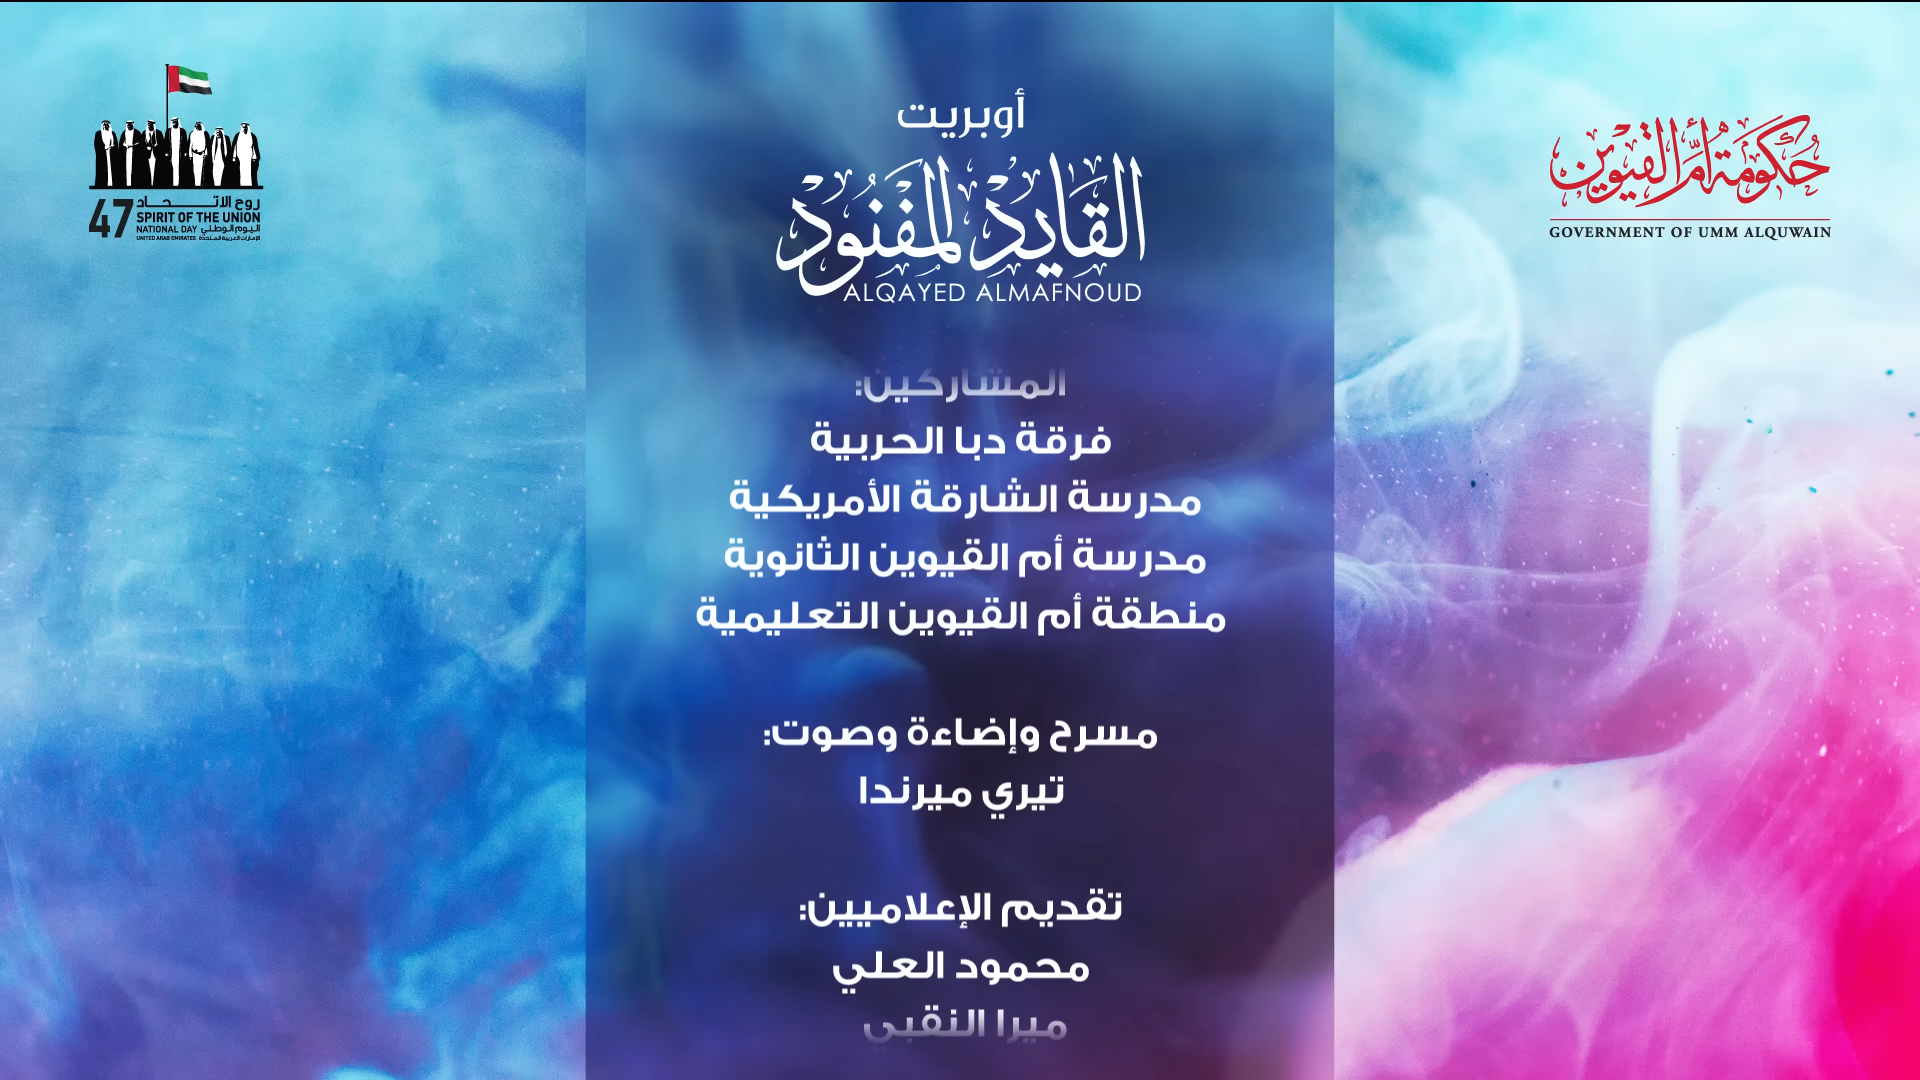 روح الاتحاد
47 SPIRIT OF THE UNION
NATIONAL DAY اليوم الوطني
UNITED ARAB EMIRATES الإمارات العربية المتحدة
حكومة أم القيوين
GOVERNMENT OF UMM ALQUWAIN
أوبريت
القايد المفنود
ALQAYED ALMAFNOUD
المشاركين:
فرقة دبا الحربية
مدرسة الشارقة الأمريكية
مدرسة أم القيوين الثانوية
منطقة أم القيوين التعليمية
مسرح وإضاءة وصوت:
تيري ميرندا
تقديم الإعلاميين:
محمود العلي
ميرا النقبي